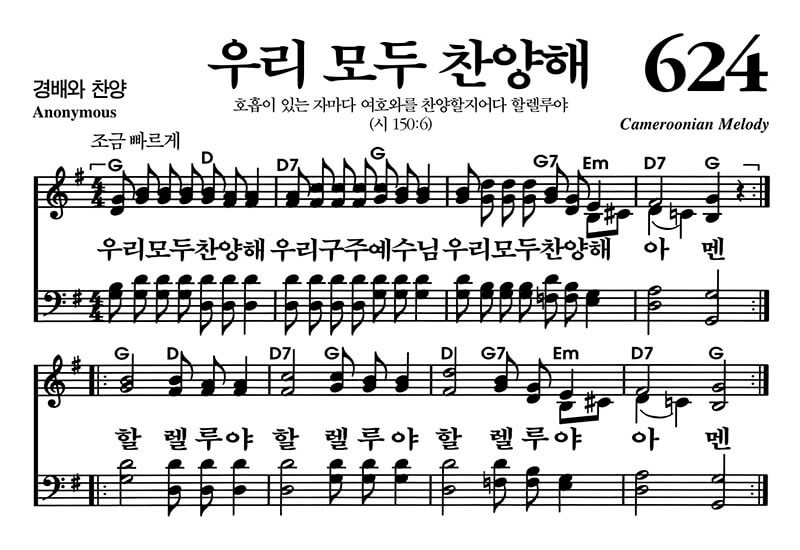 우리 모두 찬양해
624
경배와 찬양
Anonymous
호흡이 있는 자마다 여호와를 찬양할지어다 할렐루야
(시 150:6)
Cameroonian Melody
조금 빠르게
G D D7 G G7 Em D7 G
우리모두찬양해 우리구주예수님 우리모두찬양해 아 멘
G D D7 G D G7 Em D7 G
할 렐 루 야 할 렐 루 야 할 렐 루 야 아 멘